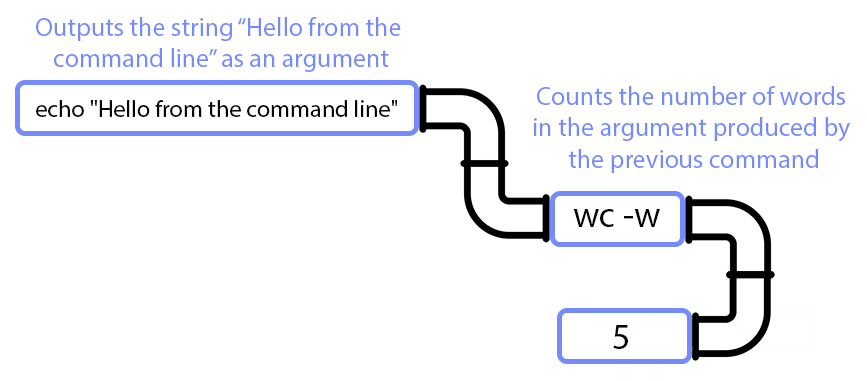 Outputs the string “Hello from the
command line” as an argument
echo "Hello from the command line"
Counts the number of words
in the argument produced by
the previous command
wc -w
5